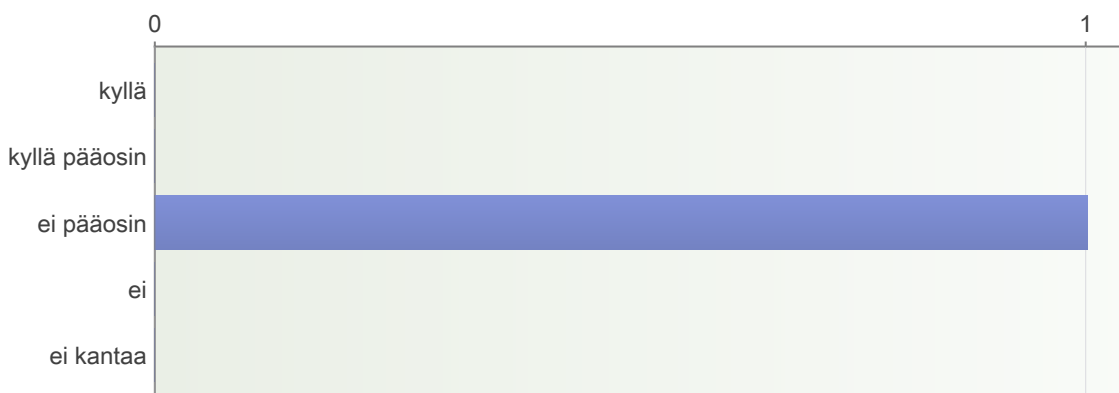 0 1
kyllä
kyllä pääosin
ei pääosin
ei
ei kantaa